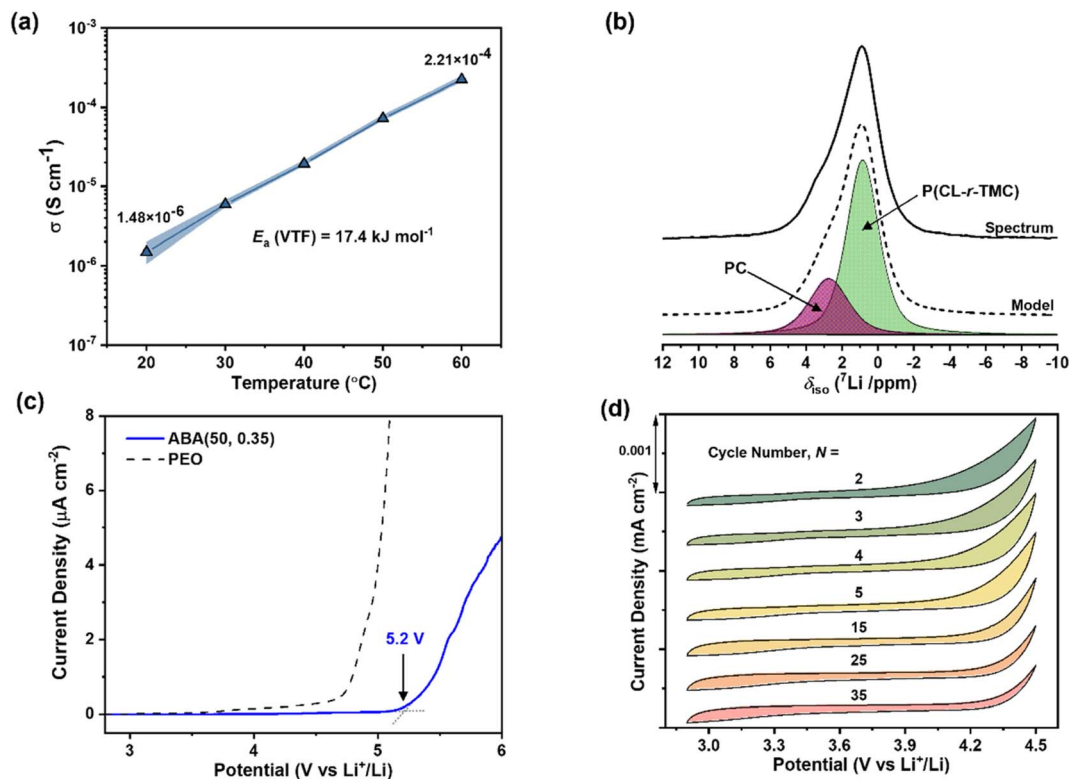 (a)
10⁻³
10⁻⁴
10⁻⁵
10⁻⁶
10⁻⁷
σ (S cm⁻¹)
2.21×10⁻⁴
1.48×10⁻⁶
Eₐ (VTF) = 17.4 kJ mol⁻¹
20 30 40 50 60
Temperature (°C)
(b)
P(CL-r-TMC)
Spectrum
PC
Model
12 10 8 6 4 2 0 -2 -4 -6 -8 -10
δiso (⁷Li /ppm)
(c)
8
6
4
2
0
Current Density (μA cm⁻²)
ABA(50, 0.35)
PEO
5.2 V
3 4 5 6
Potential (V vs Li⁺/Li)
(d)
0.001
Current Density (mA cm⁻²)
Cycle Number, N =
2
3
4
5
15
25
35
3.0 3.3 3.6 3.9 4.2 4.5
Potential (V vs Li⁺/Li)